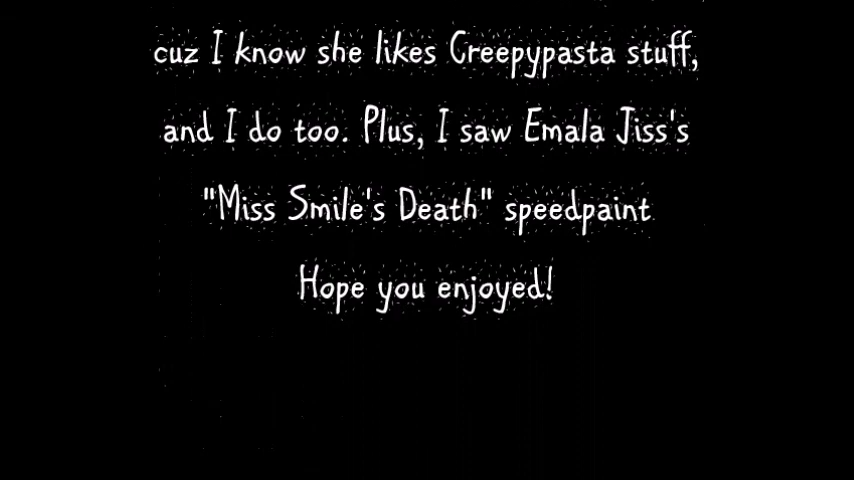 cuz I know she likes Creepypasta stuff,
and I do too. Plus, I saw Emala Jiss's
"Miss Smile's Death" speedpaint
Hope you enjoyed!